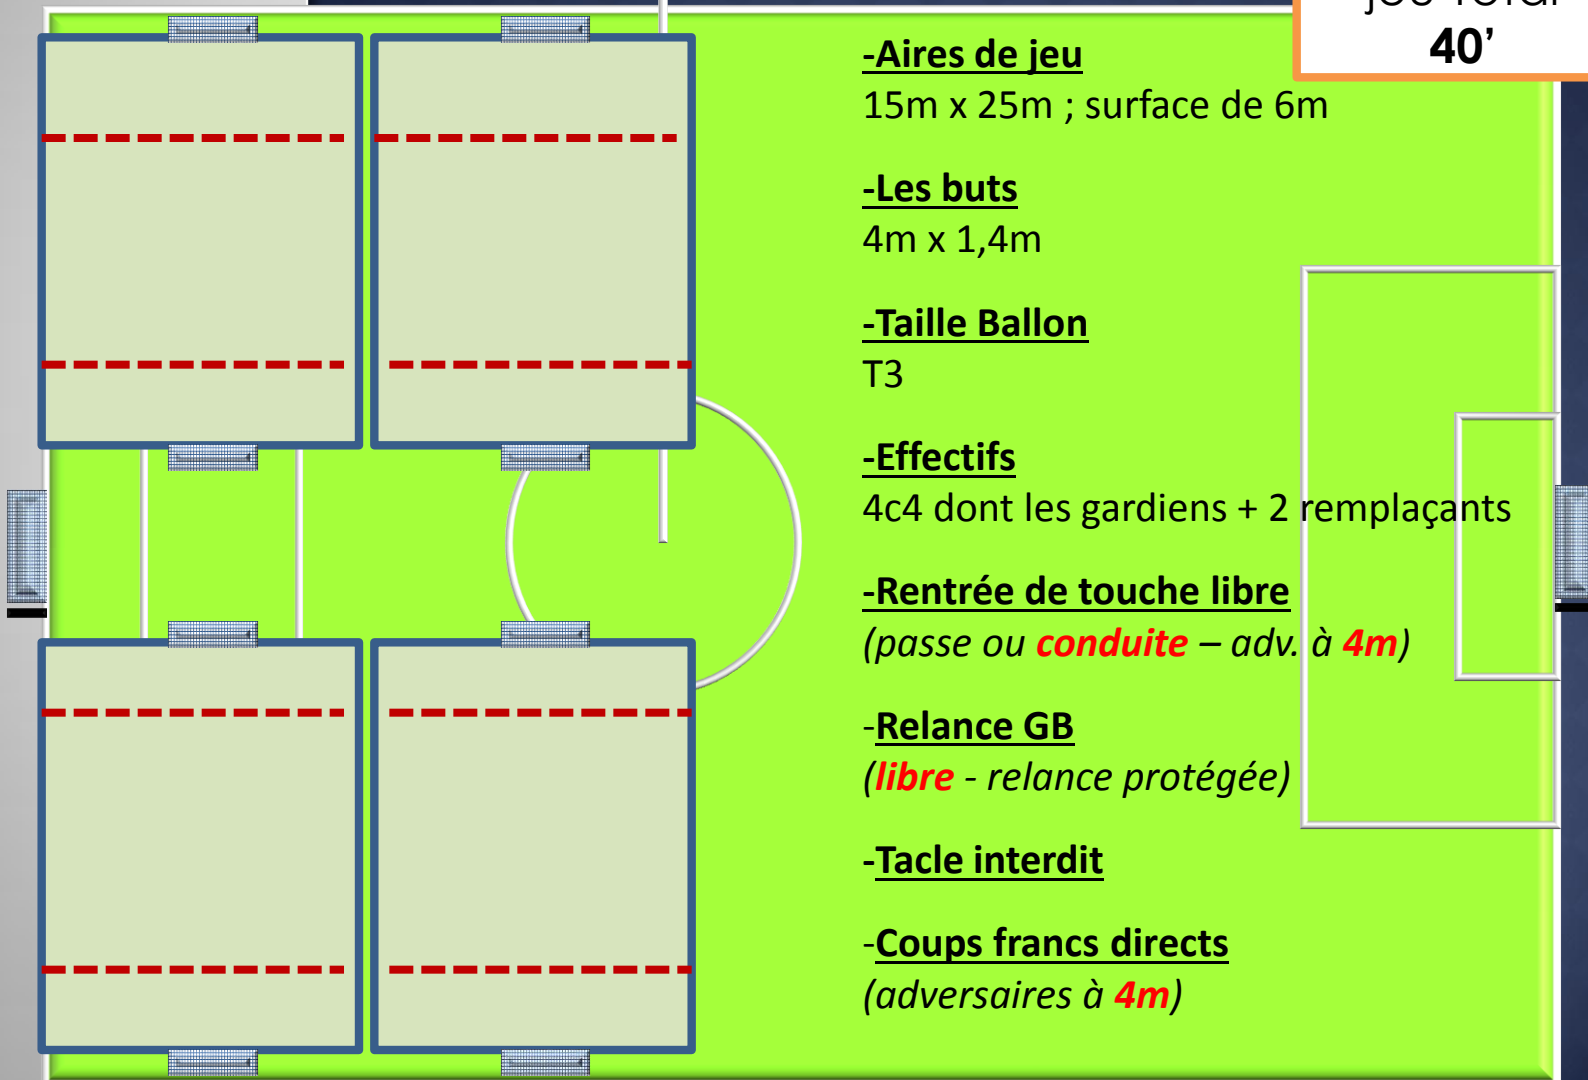 40’
-Aires de jeu
15m x 25m ; surface de 6m
-Les buts
4m x 1,4m
-Taille Ballon
T3
-Effectifs
4c4 dont les gardiens + 2 remplaçants
-Rentrée de touche libre
(passe ou conduite – adv. à 4m)
-Relance GB
(libre - relance protégée)
-Tacle interdit
-Coups francs directs
(adversaires à 4m)